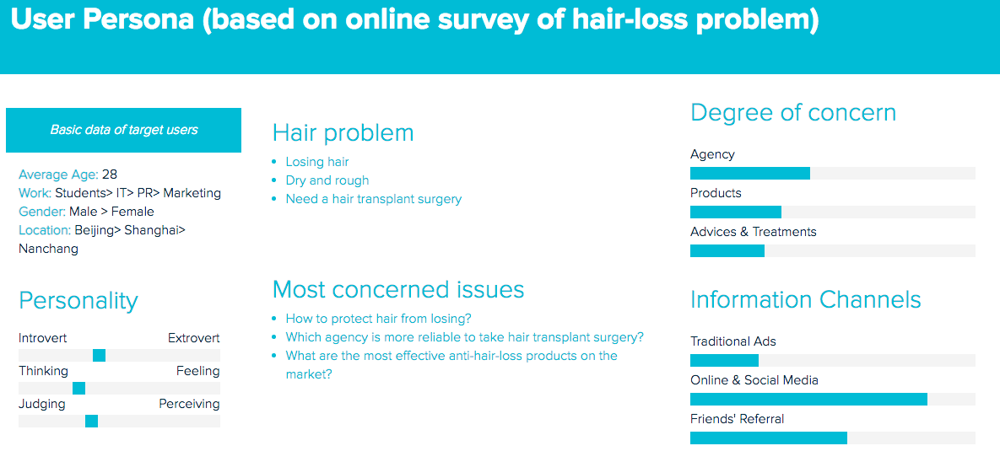 User Persona (based on online survey of hair-loss problem)
Basic data of target users
Average Age: 28
Work: Students> IT> PR> Marketing
Gender: Male > Female
Location: Beijing> Shanghai>
Nanchang
Personality
Introvert Extrovert
Thinking Feeling
Judging Perceiving
Hair problem
• Losing hair
• Dry and rough
• Need a hair transplant surgery
Most concerned issues
• How to protect hair from losing?
• Which agency is more reliable to take hair transplant surgery?
• What are the most effective anti-hair-loss products on the
market?
Degree of concern
Agency
Products
Advices & Treatments
Information Channels
Traditional Ads
Online & Social Media
Friends' Referral